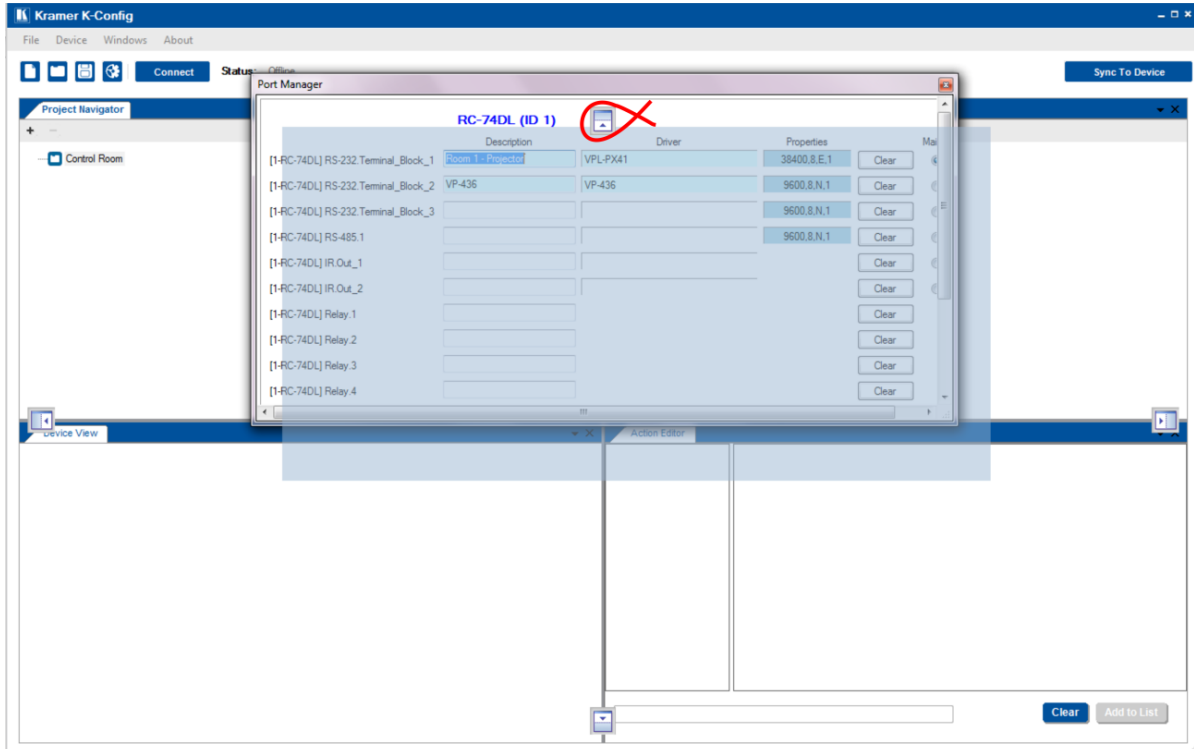 Kramer K-Config
File Device Windows About
Connect Status: Offline Sync To Device
Port Manager
Project Navigator
RC-74DL (ID 1)
Description Driver Properties
Control Room
[1-RC-74DL] RS-232.Terminal_Block_1 Room 1 - Projector VPL-PX41 38400,8,E,1 Clear
[1-RC-74DL] RS-232.Terminal_Block_2 VP-436 VP-436 9600,8,N,1 Clear
[1-RC-74DL] RS-232.Terminal_Block_3 9600,8,N,1 Clear
[1-RC-74DL] RS-485.1 9600,8,N,1 Clear
[1-RC-74DL] IR.Out_1 Clear
[1-RC-74DL] IR.Out_2 Clear
[1-RC-74DL] Relay.1 Clear
[1-RC-74DL] Relay.2 Clear
[1-RC-74DL] Relay.3 Clear
[1-RC-74DL] Relay.4 Clear
Device View Action Editor
Clear Add to List